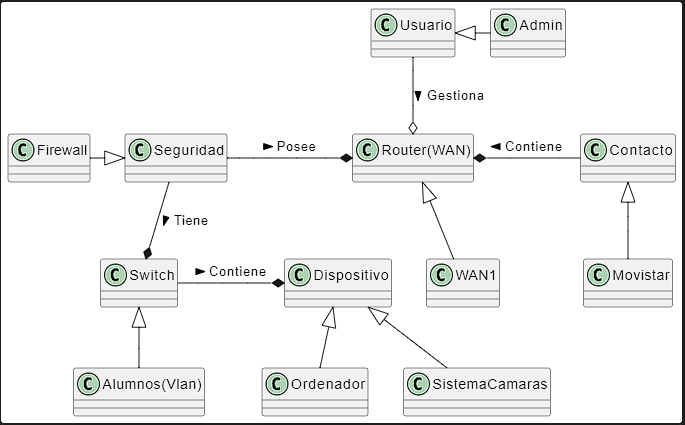 C Usuario
C Admin
Gestiona
C Firewall
C Seguridad
Posee
C Router(WAN)
Contiene
C Contacto
Tiene
C Switch
Contiene
C Dispositivo
C WAN1
C Movistar
C Alumnos(Vlan)
C Ordenador
C SistemaCamaras